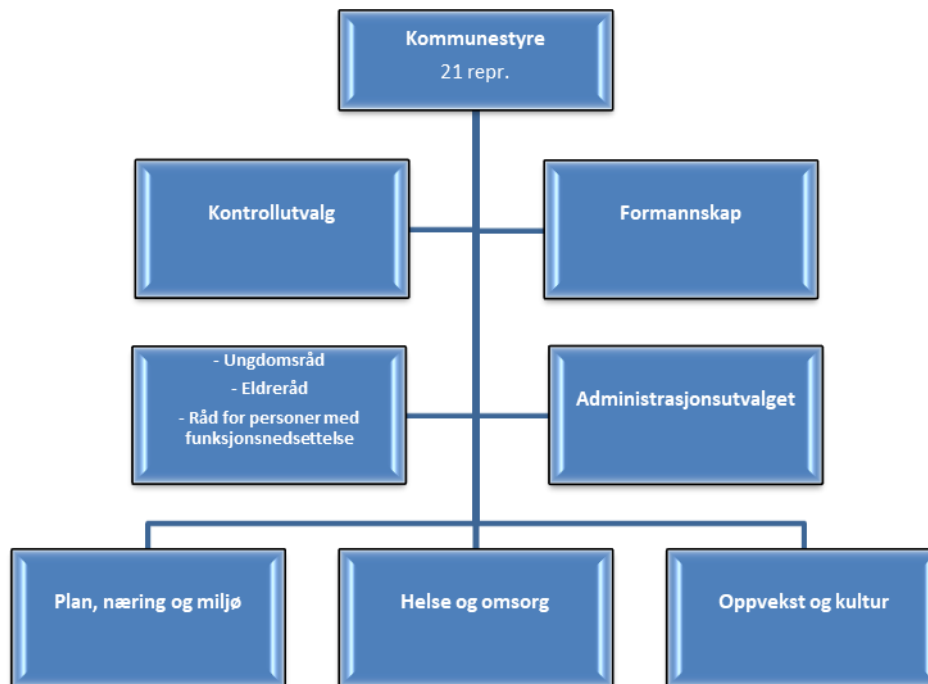 Kommunestyre
21 repr.
Kontrollutvalg
Formannskap
- Ungdomsråd
- Eldreråd
- Råd for personer med
funksjonsnedsettelse
Administrasjonsutvalget
Plan, næring og miljø
Helse og omsorg
Oppvekst og kultur